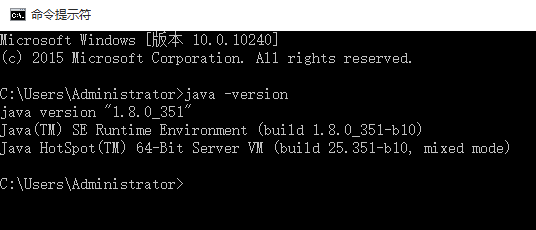 命令提示符
Microsoft Windows [版本 10.0.10240]
(c) 2015 Microsoft Corporation. All rights reserved.
C:\Users\Administrator>java -version
java version "1.8.0_351"
Java(TM) SE Runtime Environment (build 1.8.0_351-b10)
Java HotSpot(TM) 64-Bit Server VM (build 25.351-b10, mixed mode)
C:\Users\Administrator>